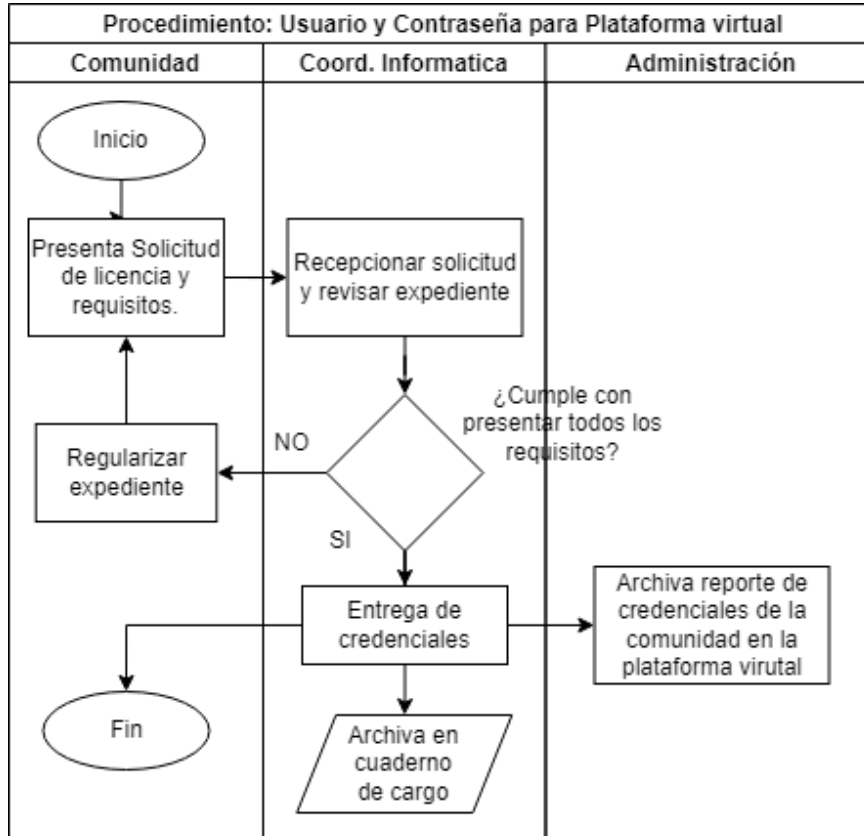 Procedimiento: Usuario y Contraseña para Plataforma virtual
Comunidad
Coord. Informatica
Administración
Inicio
Presenta Solicitud
de licencia y
requisitos.
Recepcionar solicitud
y revisar expediente
¿Cumple con
presentar todos los
requisitos?
NO
Regularizar
expediente
SI
Entrega de
credenciales
Archiva reporte de
credenciales de la
comunidad en la
plataforma virutal
Fin
Archiva en
cuaderno
de cargo